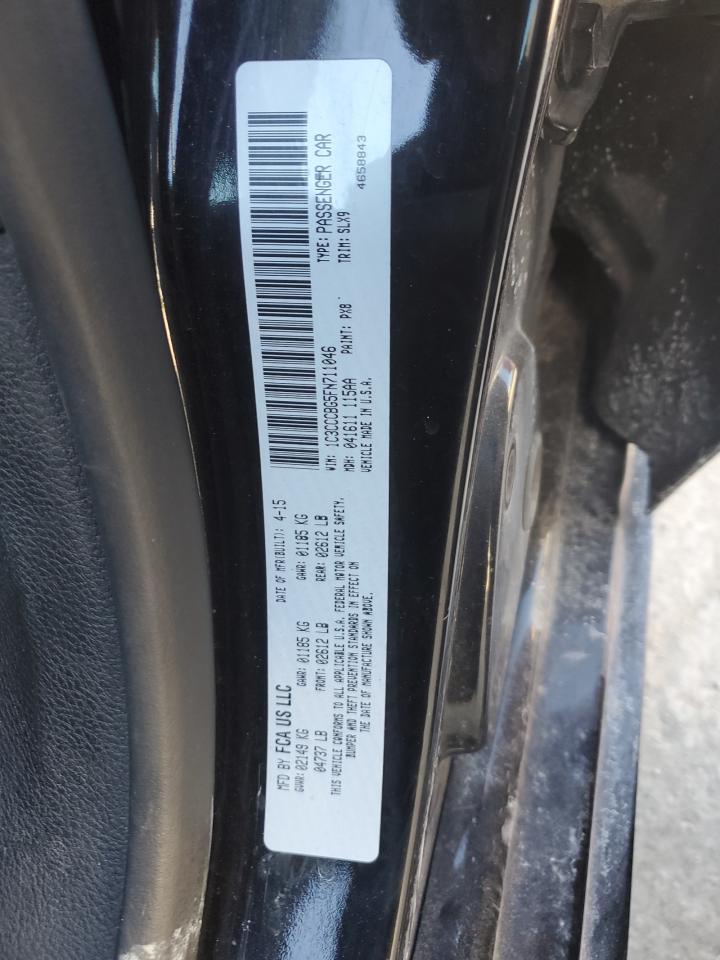 MFD BY FCA US LLC DATE OF MFR(BUILT): 4-15
GVWR: 02149 KG GAWR: 01185 KG GAWR: 01185 KG
04737 LB FRONT: 02612 LB REAR: 02612 LB
THIS VEHICLE CONFORMS TO ALL APPLICABLE U.S.A. FEDERAL MOTOR VEHICLE SAFETY,
BUMPER AND THEFT PREVENTION STANDARDS IN EFFECT ON
THE DATE OF MANUFACTURE SHOWN ABOVE.
VIN: 1C3CCCBG5FN711046 TYPE: PASSENGER CAR
MDH: 041611 115AA PAINT: PX8 TRIM: SLX9
VEHICLE MADE IN U.S.A. 4658843